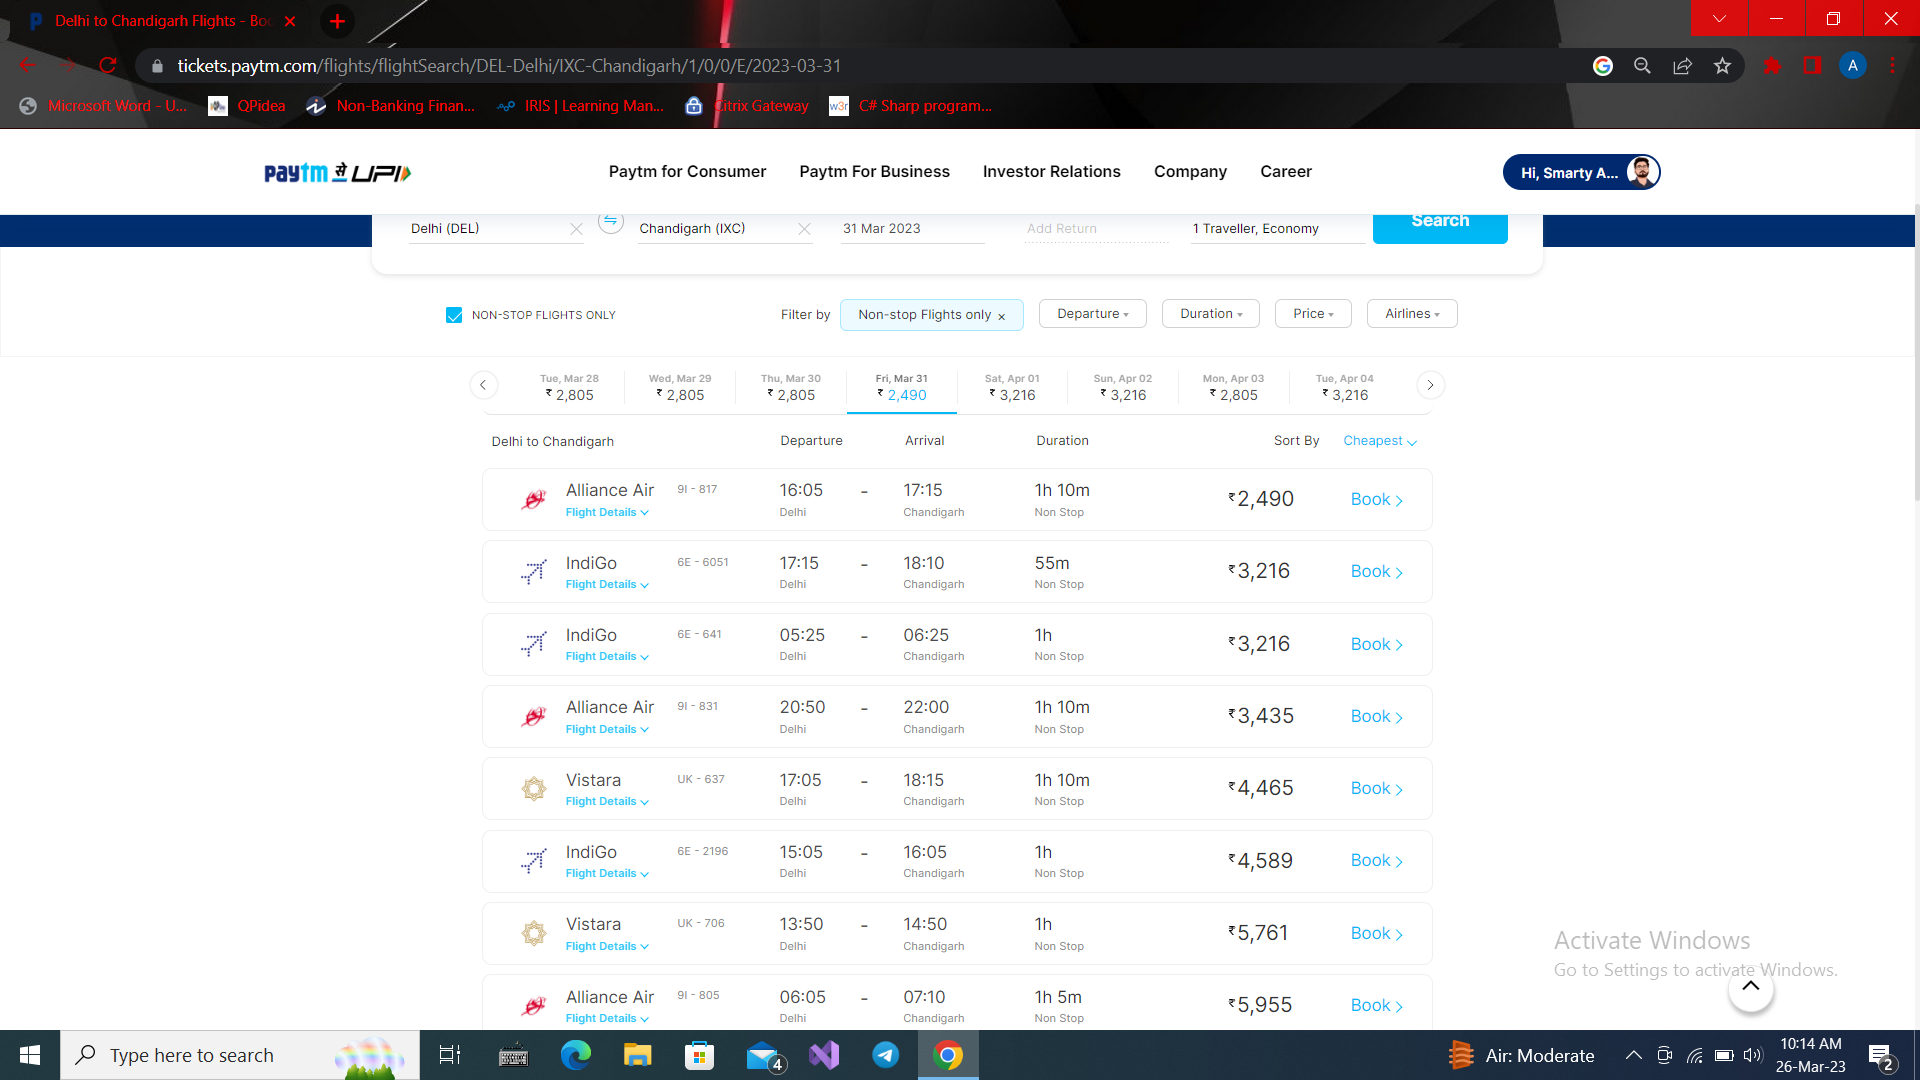 Delhi to Chandigarh Flights - Boo
tickets.paytm.com/flights/flightSearch/DEL-Delhi/IXC-Chandigarh/1/0/0/E/2023-03-31
A
Microsoft Word - U... QPidea Non-Banking Finan... IRIS | Learning Man... Citrix Gateway w3r C# Sharp program...
paytm से UPI Paytm for Consumer Paytm For Business Investor Relations Company Career Hi, Smarty A...
Delhi (DEL) Chandigarh (IXC) 31 Mar 2023 Add Return 1 Traveller, Economy Search
NON-STOP FLIGHTS ONLY Filter by Non-stop Flights only × Departure Duration Price Airlines
Tue, Mar 28 Wed, Mar 29 Thu, Mar 30 Fri, Mar 31 Sat, Apr 01 Sun, Apr 02 Mon, Apr 03 Tue, Apr 04
₹ 2,805 ₹ 2,805 ₹ 2,805 ₹ 2,490 ₹ 3,216 ₹ 3,216 ₹ 2,805 ₹ 3,216
Delhi to Chandigarh Departure Arrival Duration Sort By Cheapest
Alliance Air 9I - 817 16:05 - 17:15 1h 10m ₹2,490 Book
Flight Details Delhi Chandigarh Non Stop
IndiGo 6E - 6051 17:15 - 18:10 55m ₹3,216 Book
Flight Details Delhi Chandigarh Non Stop
IndiGo 6E - 641 05:25 - 06:25 1h ₹3,216 Book
Flight Details Delhi Chandigarh Non Stop
Alliance Air 9I - 831 20:50 - 22:00 1h 10m ₹3,435 Book
Flight Details Delhi Chandigarh Non Stop
Vistara UK - 637 17:05 - 18:15 1h 10m ₹4,465 Book
Flight Details Delhi Chandigarh Non Stop
IndiGo 6E - 2196 15:05 - 16:05 1h ₹4,589 Book
Flight Details Delhi Chandigarh Non Stop
Vistara UK - 706 13:50 - 14:50 1h ₹5,761 Book
Flight Details Delhi Chandigarh Non Stop
Alliance Air 9I - 805 06:05 - 07:10 1h 5m ₹5,955 Book
Flight Details Delhi Chandigarh Non Stop
Activate Windows
Go to Settings to activate Windows.
Type here to search 4 Air: Moderate 10:14 AM
26-Mar-23 2